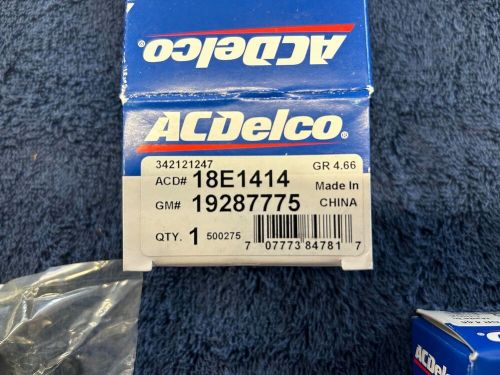 ACDelco
ACDelco
342121247 GR 4.66
ACD# 18E1414 Made In
GM# 19287775 CHINA
QTY. 1 500275
7 07773 84781 7
ACDelco